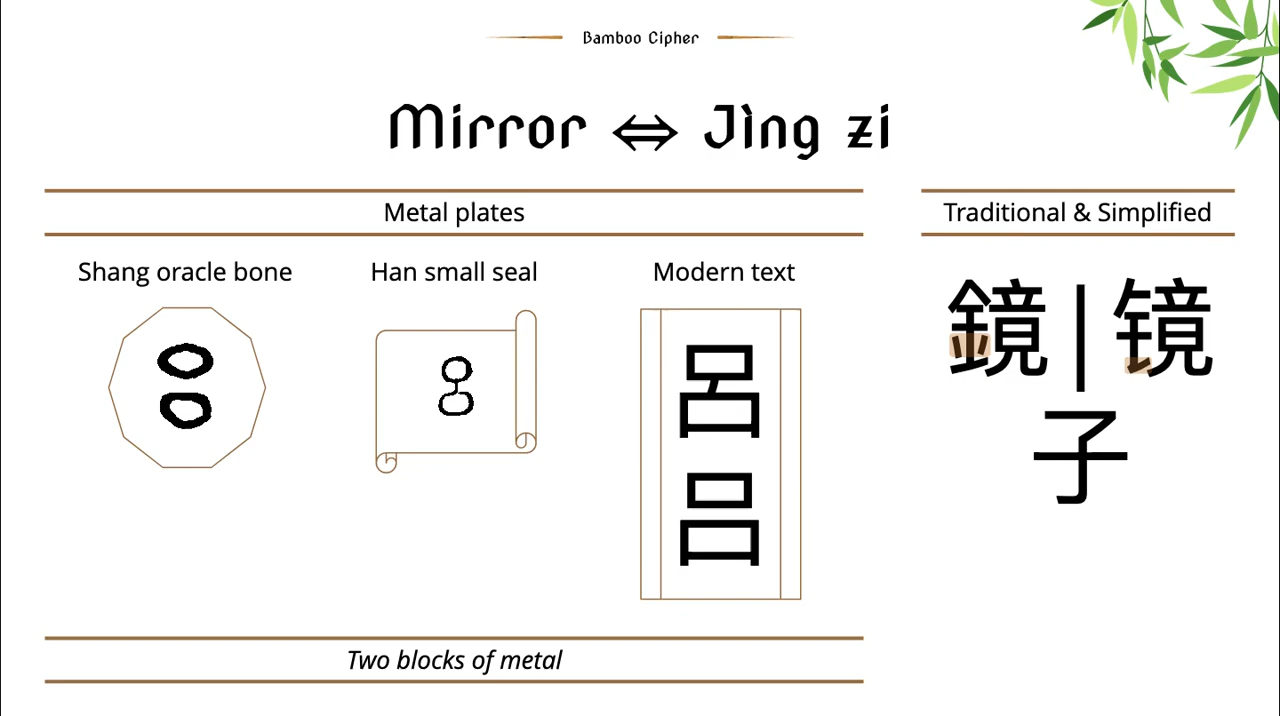 Bamboo Cipher
Mirror ⇔ Jìng zi
Metal plates
Traditional & Simplified
Shang oracle bone
Han small seal
Modern text
呂
吕
鏡|镜
子
Two blocks of metal